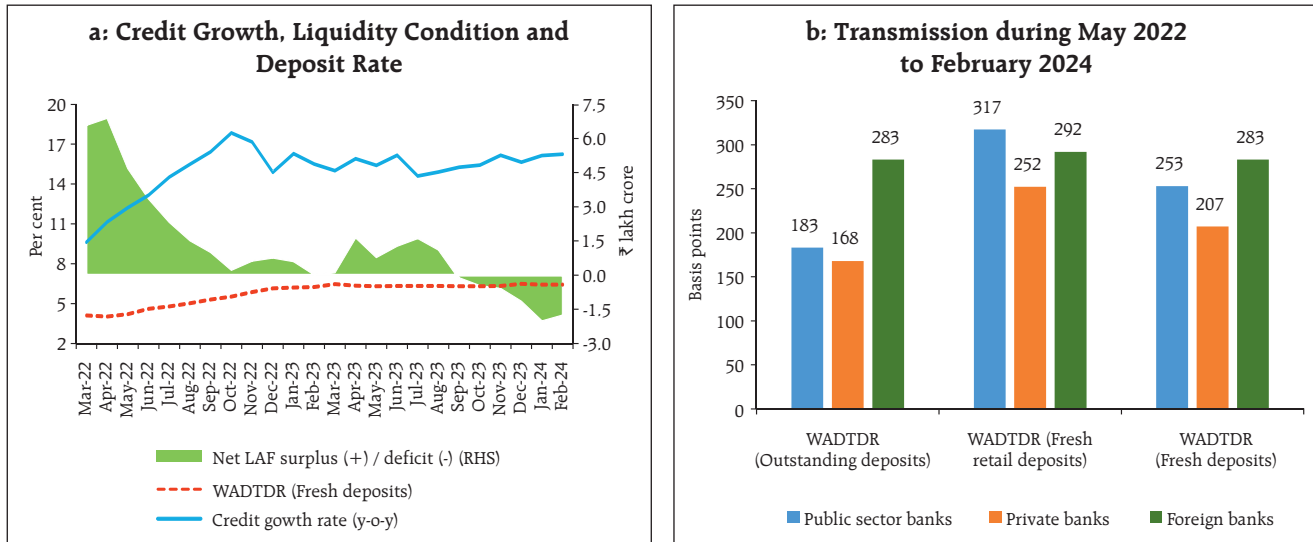 a: Credit Growth, Liquidity Condition and
Deposit Rate
Per cent
20
17
14
11
8
5
2
₹ lakh crore
7.5
6.0
4.5
3.0
1.5
0.0
-1.5
-3.0
Mar-22
Apr-22
May-22
Jun-22
Jul-22
Aug-22
Sep-22
Oct-22
Nov-22
Dec-22
Jan-23
Feb-23
Mar-23
Apr-23
May-23
Jun-23
Jul-23
Aug-23
Sep-23
Oct-23
Nov-23
Dec-23
Jan-24
Feb-24
Net LAF surplus (+) / deficit (-) (RHS)
WADTDR (Fresh deposits)
Credit gowth rate (y-o-y)
b: Transmission during May 2022
to February 2024
Basis points
350
300
250
200
150
100
50
0
183
168
283
317
252
292
253
207
283
WADTDR
(Outstanding deposits)
WADTDR (Fresh
retail deposits)
WADTDR
(Fresh deposits)
Public sector banks
Private banks
Foreign banks